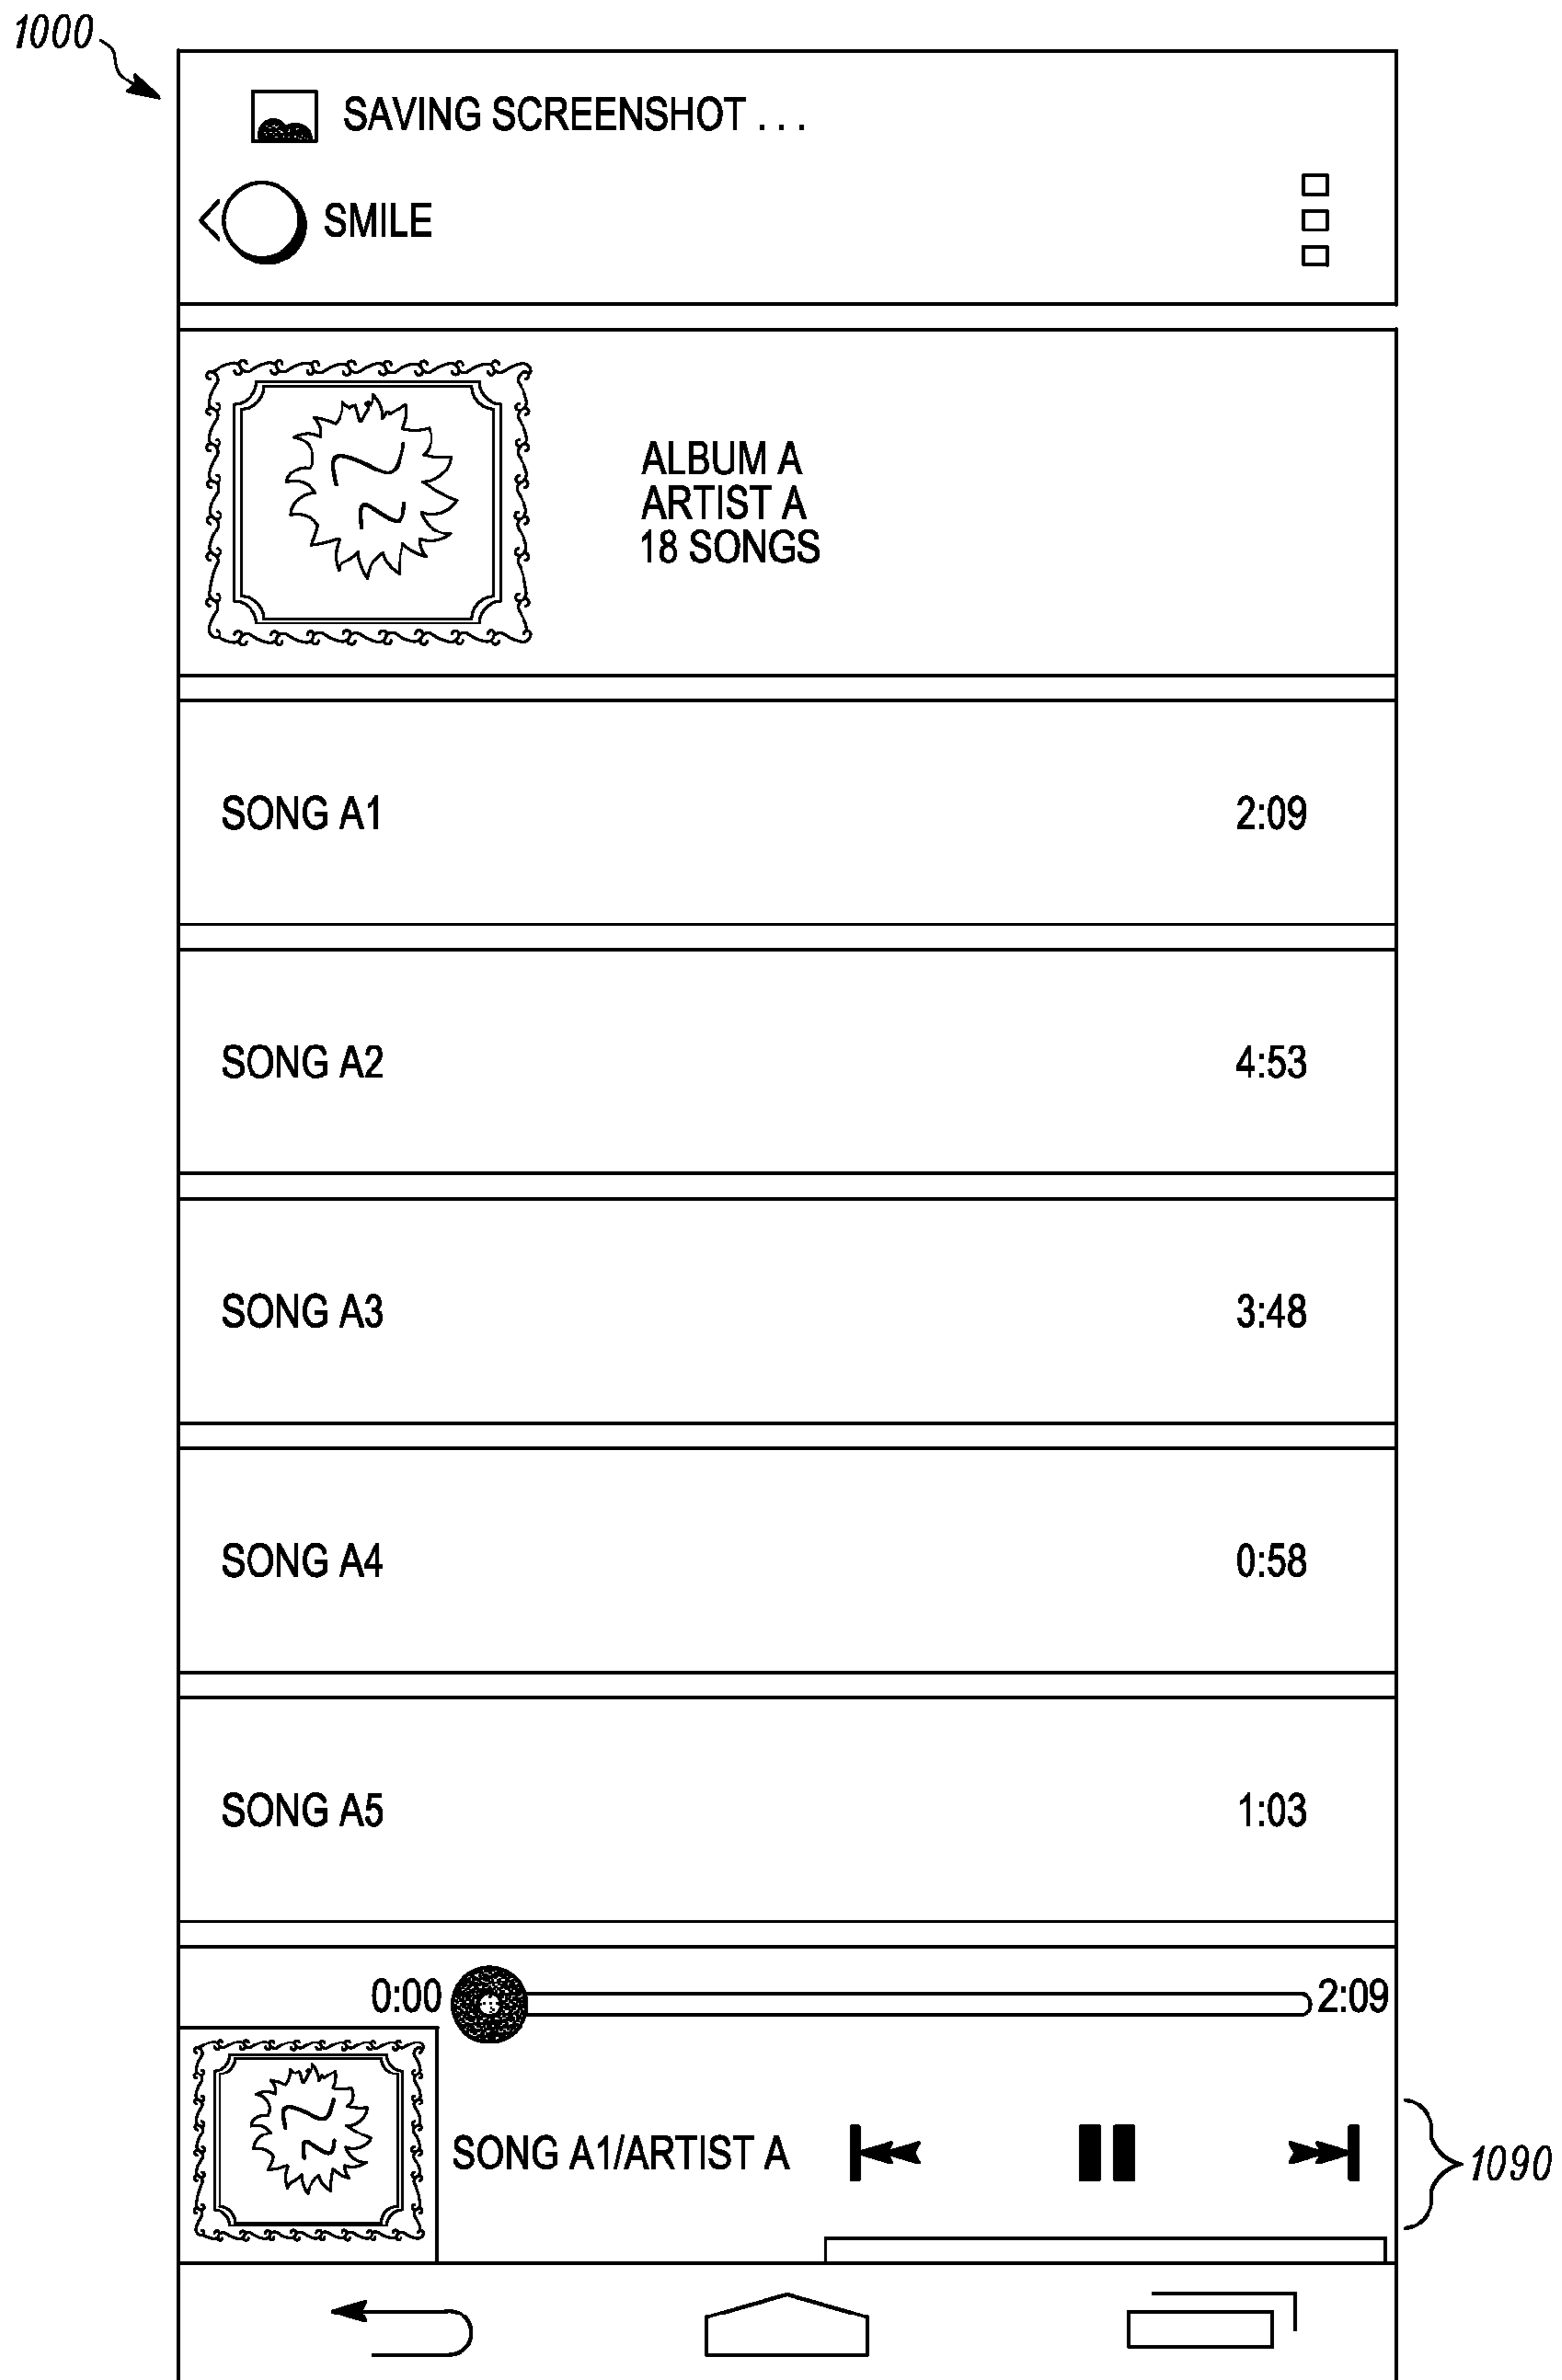 1000
SAVING SCREENSHOT . . .
SMILE
ALBUM A
ARTIST A
18 SONGS
SONG A1 2:09
SONG A2 4:53
SONG A3 3:48
SONG A4 0:58
SONG A5 1:03
0:00 2:09
SONG A1/ARTIST A
1090